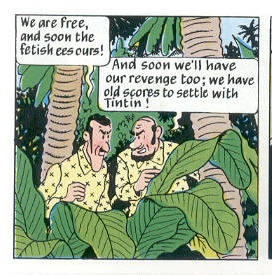 We are free,
and soon the
fetish ees ours!
And soon we'll have
our revenge too; we have
old scores to settle with
Tintin!